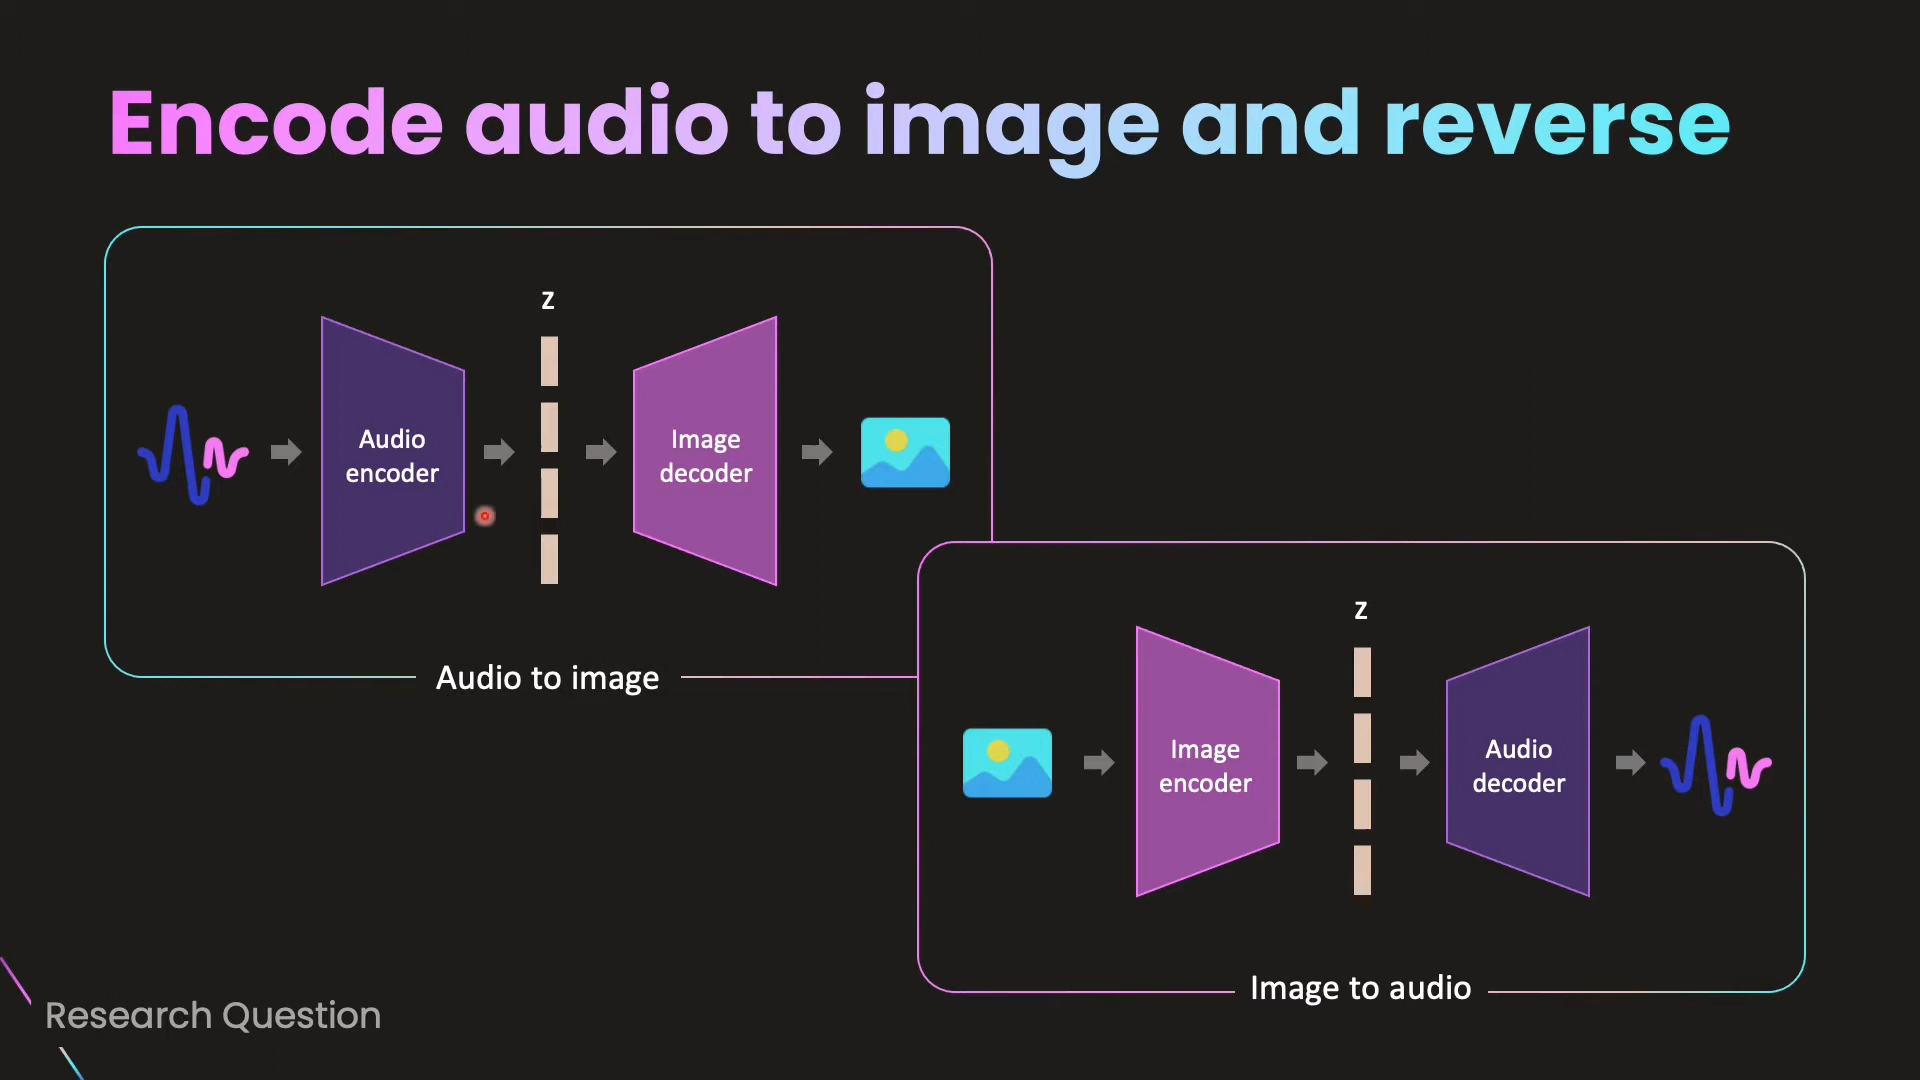 Encode audio to image and reverse
z
Audio
encoder
Image
decoder
Audio to image
z
Image
encoder
Audio
decoder
Image to audio
Research Question